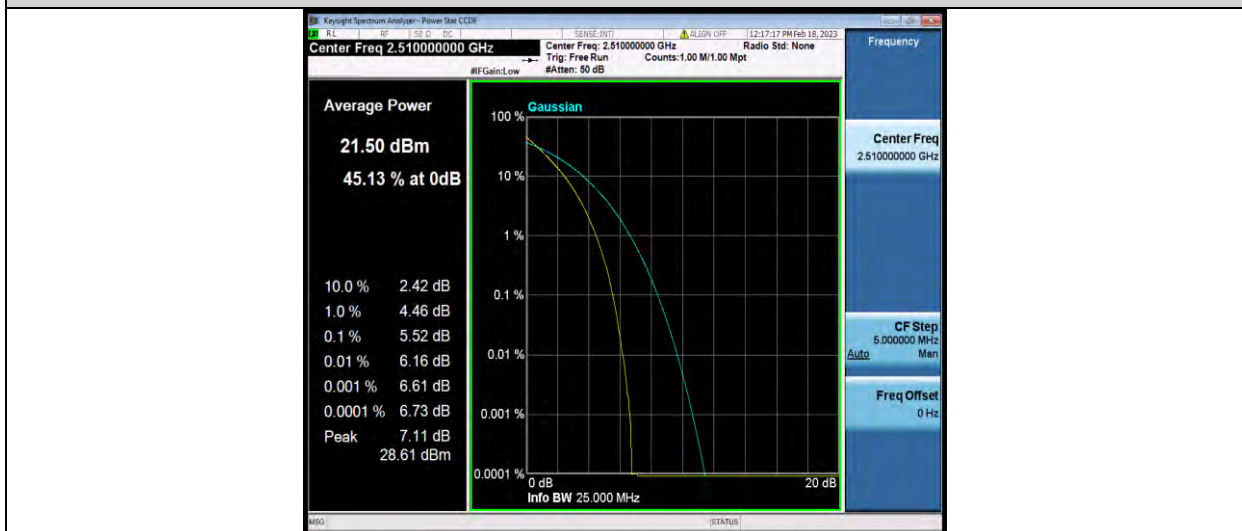 Keysight Spectrum Analyzer - Power Stat CCDF
RL RF 50 Ω DC SENSE:INT ALIGN OFF 12:17:17 PM Feb 18, 2023
Center Freq 2.510000000 GHz
Center Freq: 2.510000000 GHz Radio Std: None
Trig: Free Run Counts:1.00 M/1.00 Mpt
#IFGain:Low #Atten: 50 dB
Frequency
Average Power
21.50 dBm
45.13 % at 0dB
10.0 % 2.42 dB
1.0 % 4.46 dB
0.1 % 5.52 dB
0.01 % 6.16 dB
0.001 % 6.61 dB
0.0001 % 6.73 dB
Peak 7.11 dB
28.61 dBm
Gaussian
100 %
10 %
1 %
0.1 %
0.01 %
0.001 %
0.0001 %
0 dB 20 dB
Info BW 25.000 MHz
Center Freq
2.510000000 GHz
CF Step
5.000000 MHz
Auto Man
Freq Offset
0 Hz
MSG STATUS